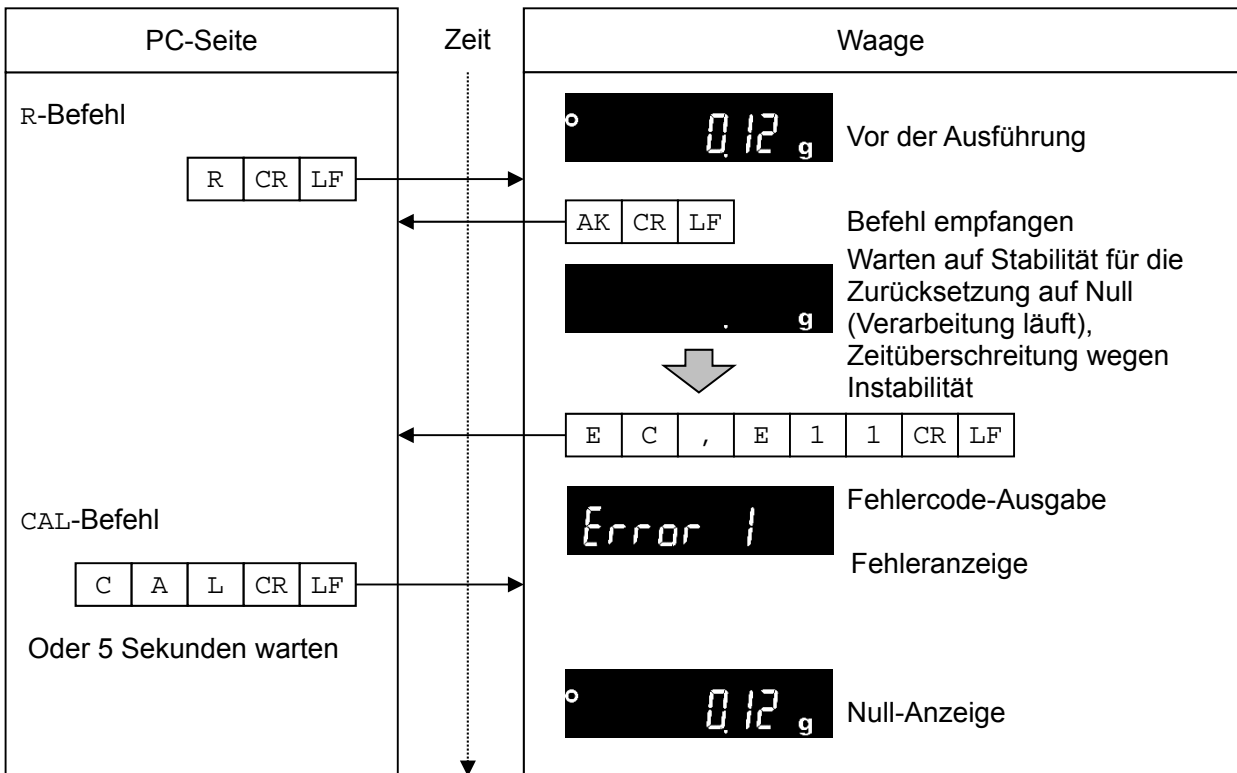 PC-Seite
Zeit
Waage
R-Befehl
0.12 g
Vor der Ausführung
R CR LF
AK CR LF
Befehl empfangen
. g
Warten auf Stabilität für die
Zurücksetzung auf Null
(Verarbeitung läuft),
Zeitüberschreitung wegen
Instabilität
E C , E 1 1 CR LF
CAL-Befehl
Error 1
Fehlercode-Ausgabe
Fehleranzeige
C A L CR LF
Oder 5 Sekunden warten
0.12 g
Null-Anzeige